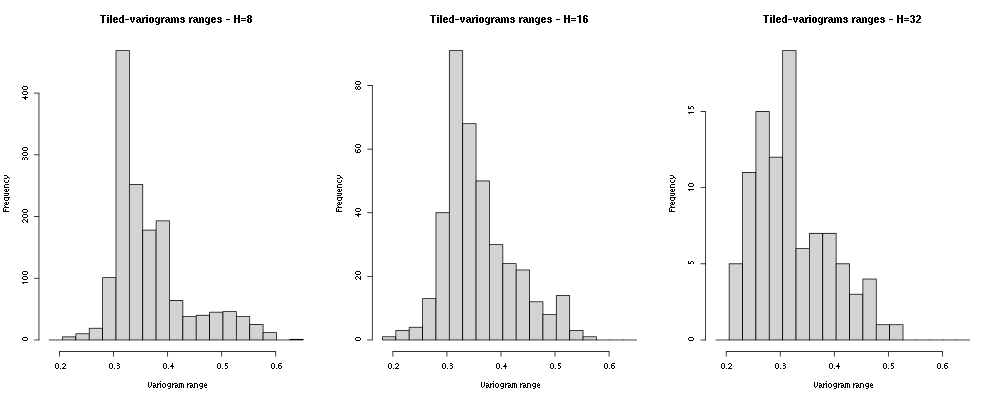 Tiled-variograms ranges - H=8
Frequency
0
100
200
300
400
0.2 0.3 0.4 0.5 0.6
Variogram range
Tiled-variograms ranges - H=16
Frequency
0
20
40
60
80
0.2 0.3 0.4 0.5 0.6
Variogram range
Tiled-variograms ranges - H=32
Frequency
0
5
10
15
0.2 0.3 0.4 0.5 0.6
Variogram range